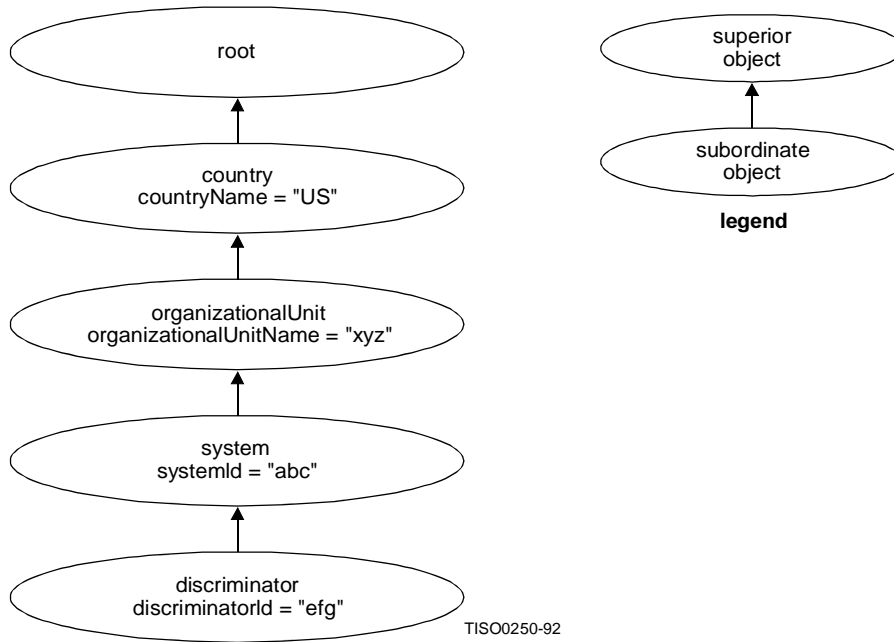 root
country
countryName = "US"
organizationalUnit
organizationalUnitName = "xyz"
system
systemId = "abc"
discriminator
discriminatorId = "efg"
superior
object
subordinate
object
legend
TISO0250-92